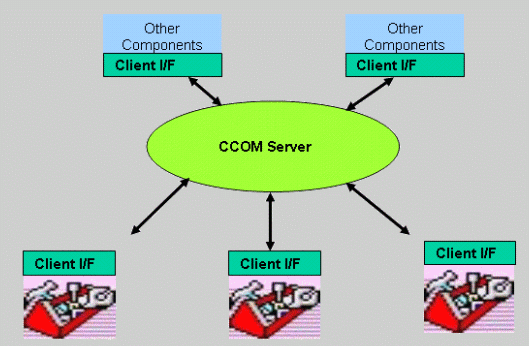 Other
Components
Client I/F
Other
Components
Client I/F
CCOM Server
Client I/F
Client I/F
Client I/F